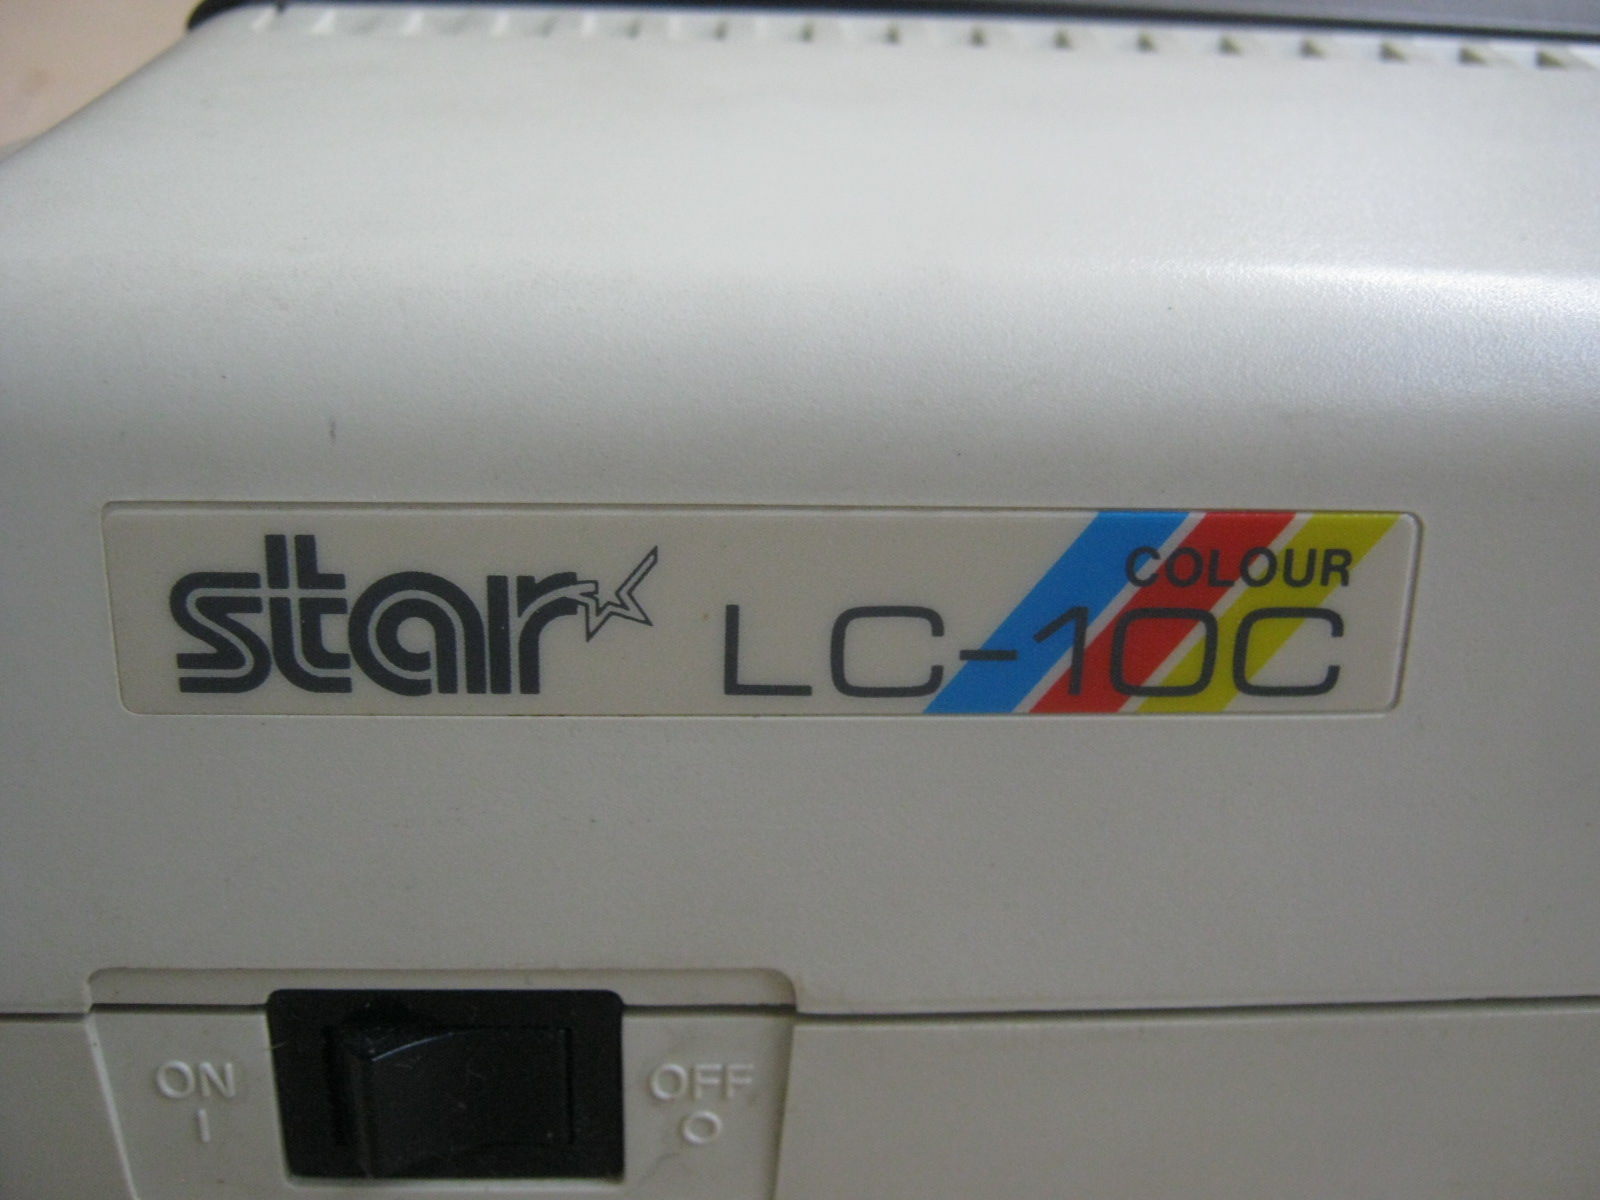 star
COLOUR
LC-10C
ON OFF
I O